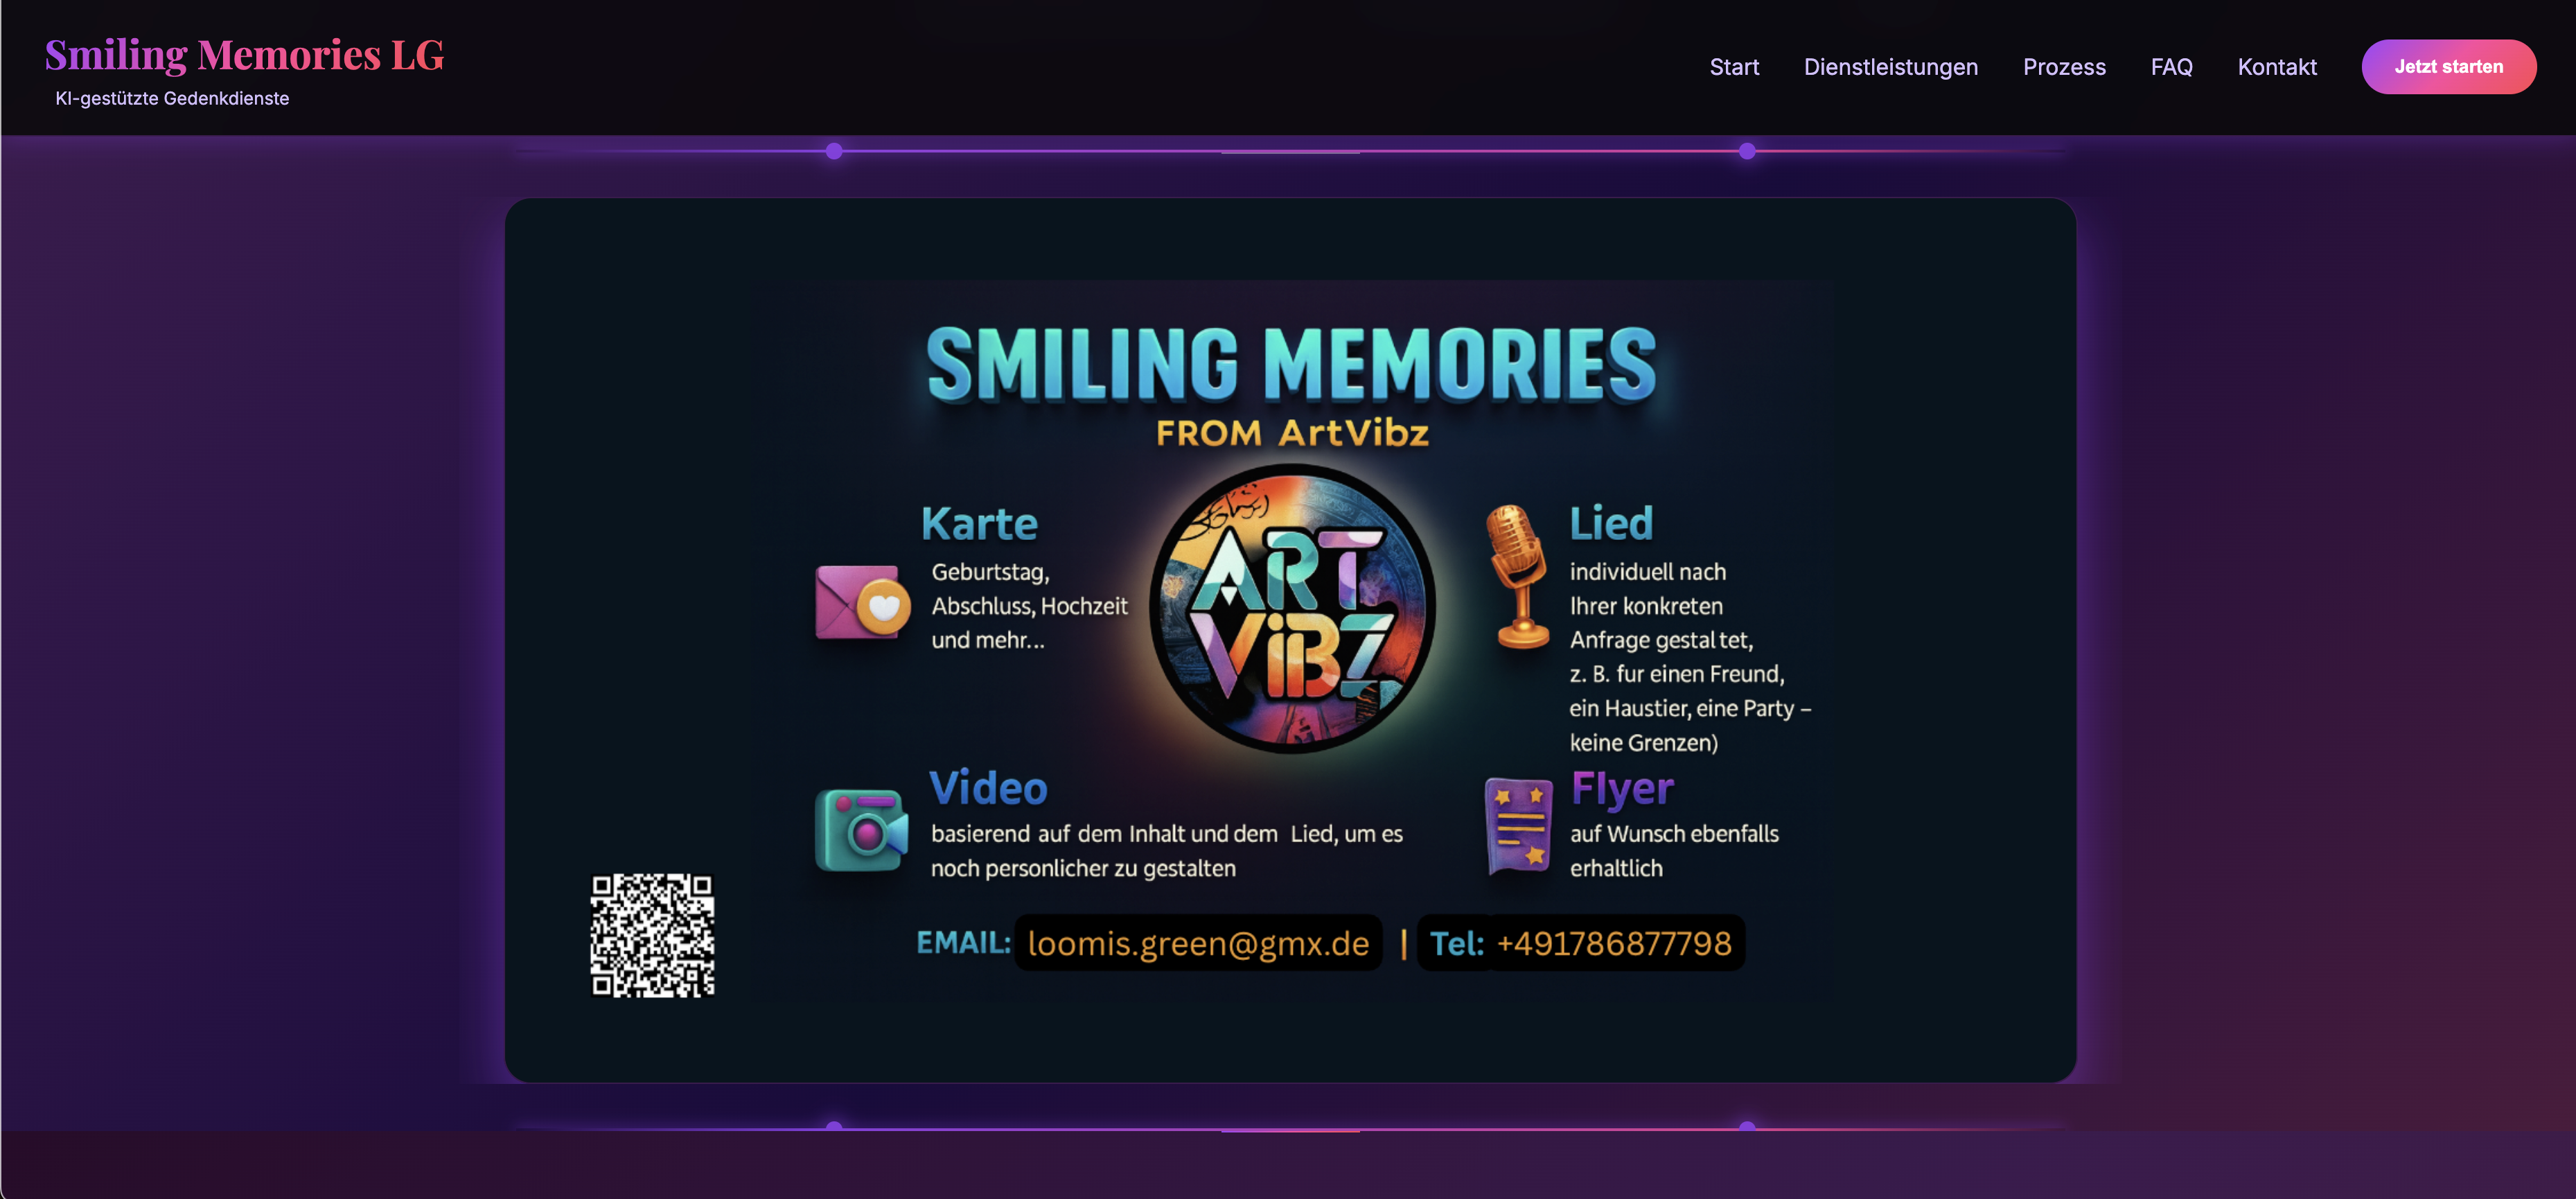 Smiling Memories LG
KI-gestützte Gedenkdienste
Start
Dienstleistungen
Prozess
FAQ
Kontakt
Jetzt starten
SMILING MEMORIES
FROM ArtVibz
Karte
Geburtstag,
Abschluss, Hochzeit
und mehr...
ART
ViBZ
Lied
individuell nach
Ihrer konkreten
Anfrage gestal tet,
z. B. fur einen Freund,
ein Haustier, eine Party –
keine Grenzen)
Video
basierend auf dem Inhalt und dem Lied, um es
noch personlicher zu gestalten
Flyer
auf Wunsch ebenfalls
erhaltlich
EMAIL: loomis.green@gmx.de | Tel: +491786877798